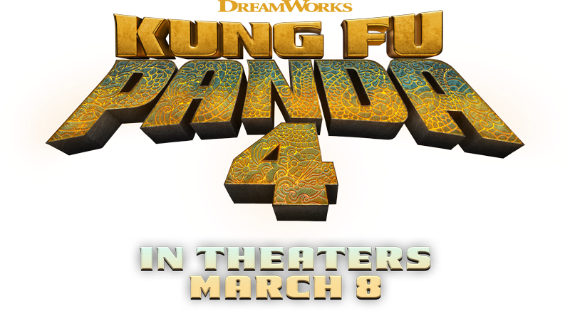 DREAMWORKS
KUNG FU
PANDA
4
IN THEATERS
MARCH 8